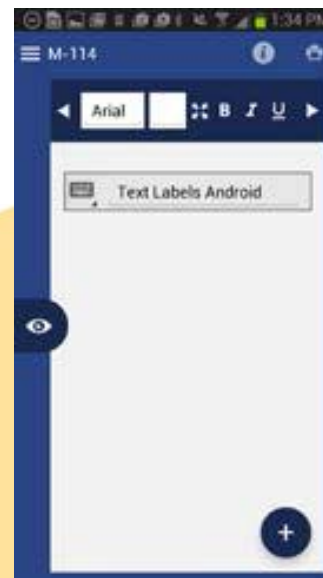 1:34 PM
M-114
Arial B I U
Text Labels Android